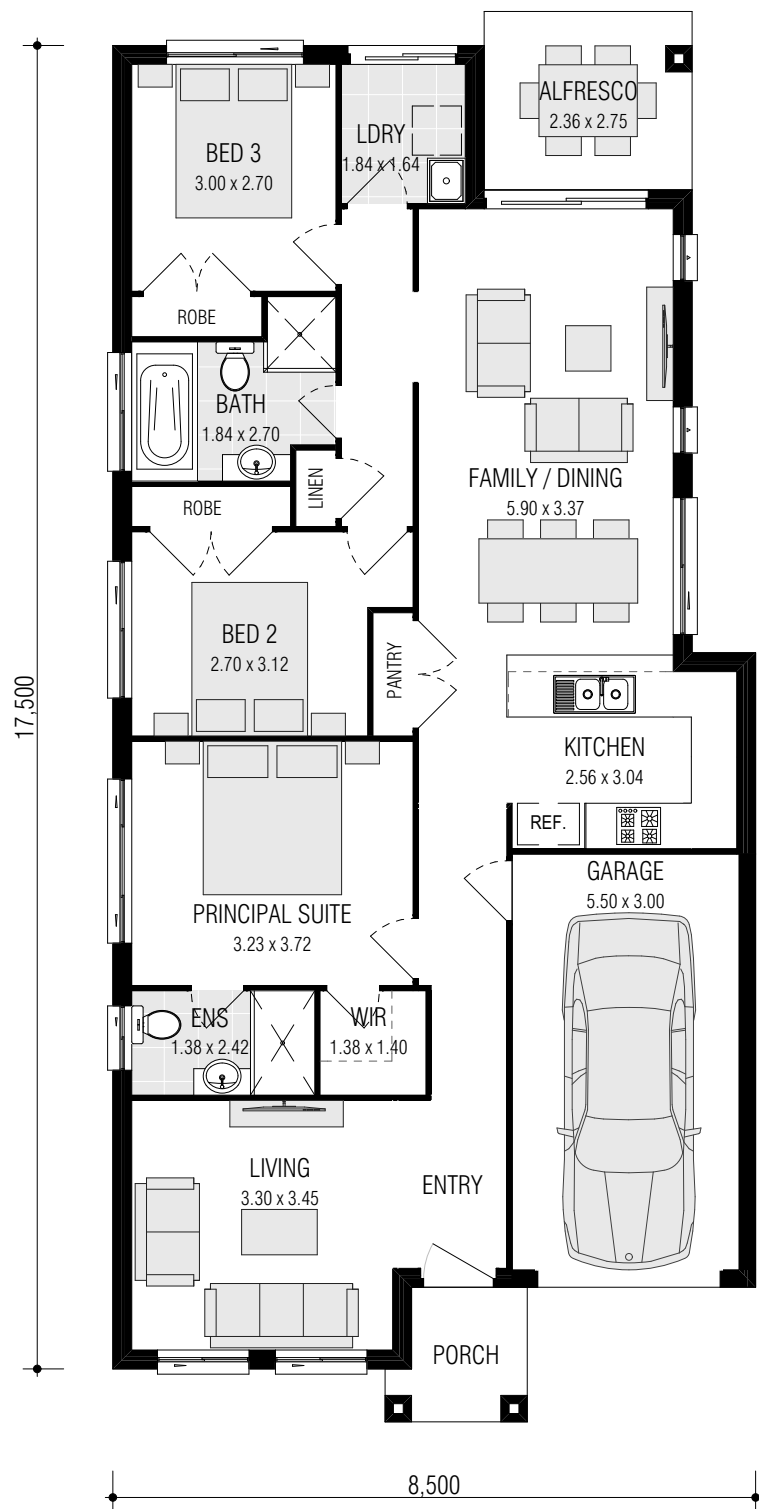 ALFRESCO
2.36 x 2.75
LDRY
1.84 x 1.64
BED 3
3.00 x 2.70
ROBE
BATH
1.84 x 2.70
LINEN
FAMILY / DINING
5.90 x 3.37
ROBE
BED 2
2.70 x 3.12
PANTRY
17,500
KITCHEN
2.56 x 3.04
REF.
GARAGE
5.50 x 3.00
PRINCIPAL SUITE
3.23 x 3.72
ENS
1.38 x 2.42
WIR
1.38 x 1.40
LIVING
3.30 x 3.45
ENTRY
PORCH
8,500